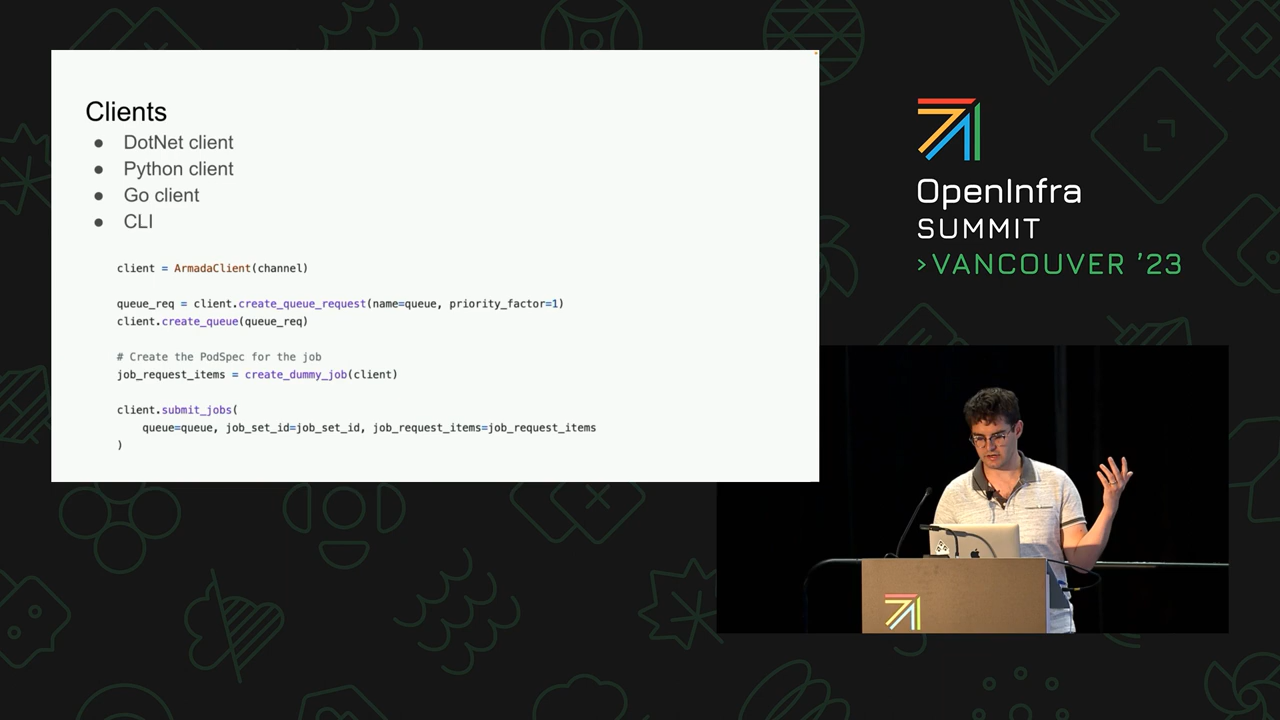 Clients
● DotNet client
● Python client
● Go client
● CLI
client = ArmadaClient(channel)
queue_req = client.create_queue_request(name=queue, priority_factor=1)
client.create_queue(queue_req)
# Create the PodSpec for the job
job_request_items = create_dummy_job(client)
client.submit_jobs(
    queue=queue, job_set_id=job_set_id, job_request_items=job_request_items
)
OpenInfra
SUMMIT
>VANCOUVER '23